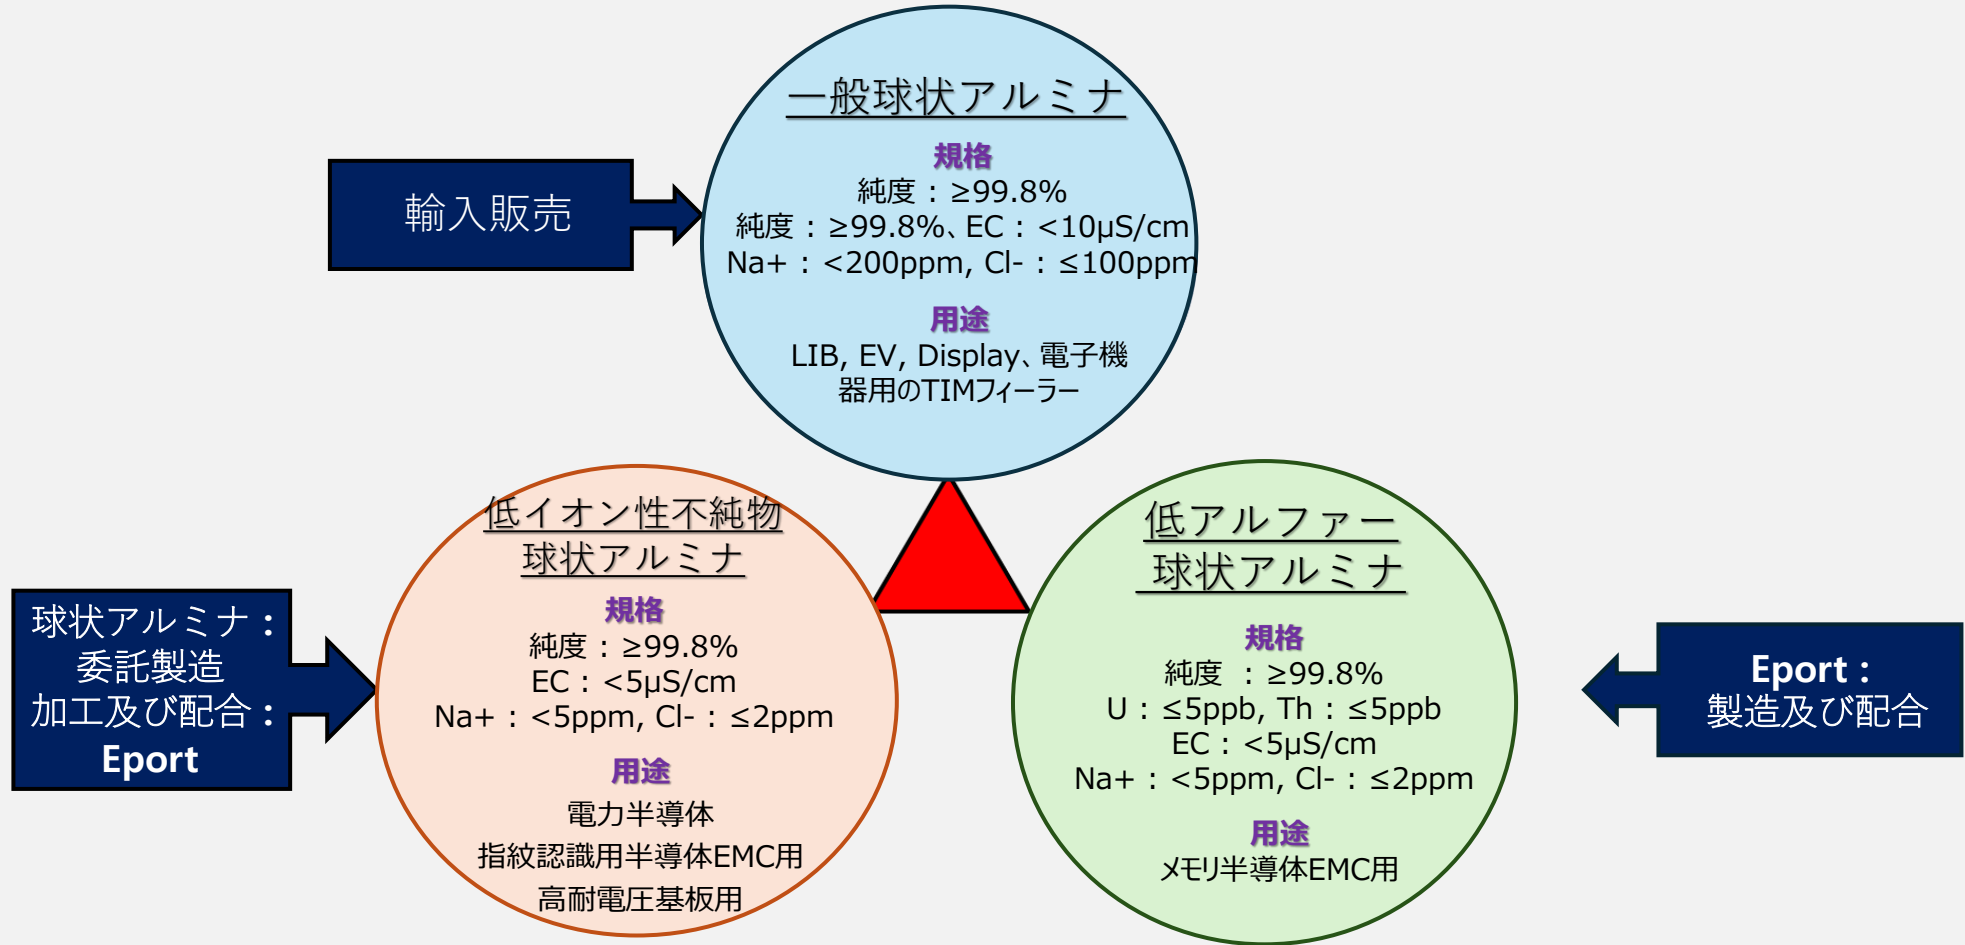 一般球状アルミナ
規格
純度：≥99.8%
純度：≥99.8%、EC：<10μS/cm
Na+：<200ppm, Cl-：≤100ppm
用途
LIB, EV, Display、電子機
器用のTIMフィーラー
輸入販売
低イオン性不純物
球状アルミナ
規格
純度：≥99.8%
EC：<5μS/cm
Na+：<5ppm, Cl-：≤2ppm
用途
電力半導体
指紋認識用半導体EMC用
高耐電圧基板用
球状アルミナ：
委託製造
加工及び配合：
Eport
低アルファー
球状アルミナ
規格
純度 ：≥99.8%
U：≤5ppb, Th：≤5ppb
EC：<5μS/cm
Na+：<5ppm, Cl-：≤2ppm
用途
メモリ半導体EMC用
Eport：
製造及び配合